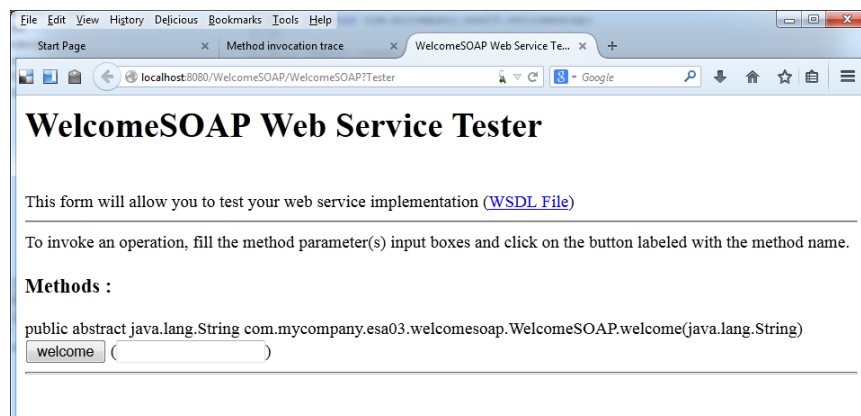 File Edit View History Delicious Bookmarks Tools Help
Start Page
Method invocation trace
WelcomeSOAP Web Service Te...
localhost:8080/WelcomeSOAP/WelcomeSOAP?Tester
Google
WelcomeSOAP Web Service Tester
This form will allow you to test your web service implementation (WSDL File)
To invoke an operation, fill the method parameter(s) input boxes and click on the button labeled with the method name.
Methods :
public abstract java.lang.String com.mycompany.esa03.welcomesoap.WelcomeSOAP.welcome(java.lang.String)
welcome ( )